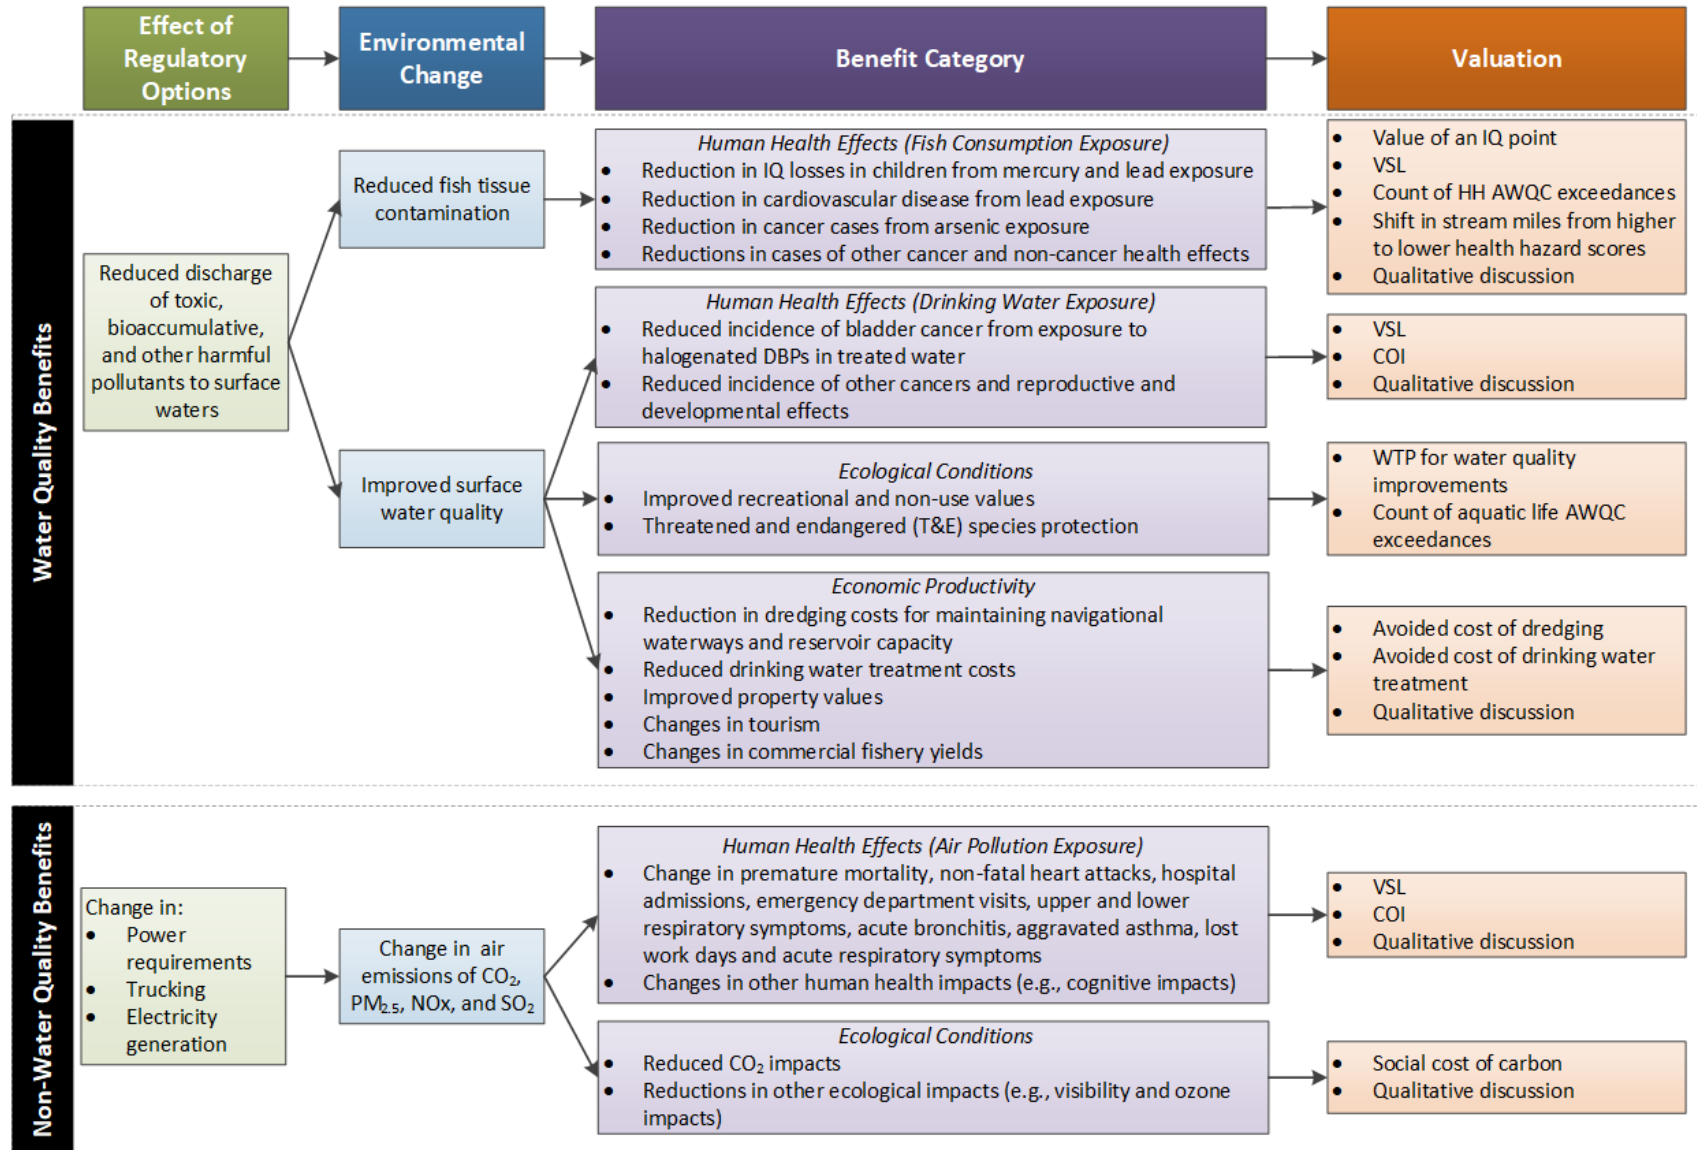 Effect of
Regulatory
Options
Environmental
Change
Benefit Category
Valuation
Water Quality Benefits
Reduced discharge
of toxic,
bioaccumulative,
and other harmful
pollutants to surface
waters
Reduced fish tissue
contamination
Human Health Effects (Fish Consumption Exposure)
• Reduction in IQ losses in children from mercury and lead exposure
• Reduction in cardiovascular disease from lead exposure
• Reduction in cancer cases from arsenic exposure
• Reductions in cases of other cancer and non-cancer health effects
• Value of an IQ point
• VSL
• Count of HH AWQC exceedances
• Shift in stream miles from higher
to lower health hazard scores
• Qualitative discussion
Improved surface
water quality
Human Health Effects (Drinking Water Exposure)
• Reduced incidence of bladder cancer from exposure to
halogenated DBPs in treated water
• Reduced incidence of other cancers and reproductive and
developmental effects
• VSL
• COI
• Qualitative discussion
Ecological Conditions
• Improved recreational and non-use values
• Threatened and endangered (T&E) species protection
• WTP for water quality
improvements
• Count of aquatic life AWQC
exceedances
Economic Productivity
• Reduction in dredging costs for maintaining navigational
waterways and reservoir capacity
• Reduced drinking water treatment costs
• Improved property values
• Changes in tourism
• Changes in commercial fishery yields
• Avoided cost of dredging
• Avoided cost of drinking water
treatment
• Qualitative discussion
Non-Water Quality Benefits
Change in:
• Power
requirements
• Trucking
• Electricity
generation
Change in air
emissions of CO₂,
PM₂.₅, NOx, and SO₂
Human Health Effects (Air Pollution Exposure)
• Change in premature mortality, non-fatal heart attacks, hospital
admissions, emergency department visits, upper and lower
respiratory symptoms, acute bronchitis, aggravated asthma, lost
work days and acute respiratory symptoms
• Changes in other human health impacts (e.g., cognitive impacts)
• VSL
• COI
• Qualitative discussion
Ecological Conditions
• Reduced CO₂ impacts
• Reductions in other ecological impacts (e.g., visibility and ozone
impacts)
• Social cost of carbon
• Qualitative discussion